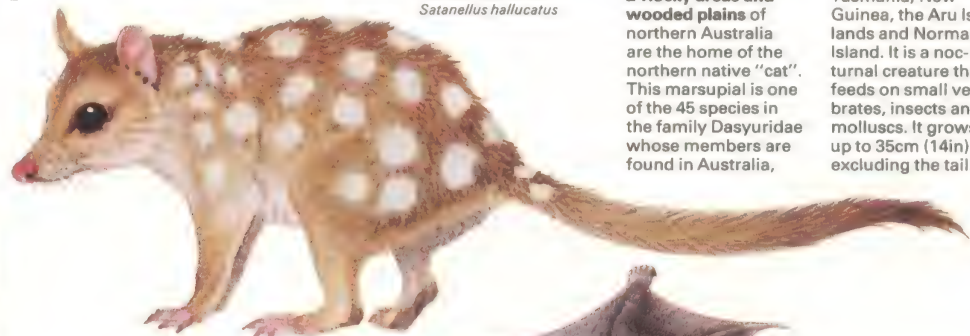 Satanellus hallucatus
wooded plains of
northern Australia
are the home of the
northern native "cat".
This marsupial is one
of the 45 species in
the family Dasyuridae
whose members are
found in Australia,
Guinea, the Aru Is
lands and Norma
Island. It is a noc-
turnal creature th
feeds on small ve
brates, insects an
molluscs. It grows
up to 35cm (14in)
excluding the tail